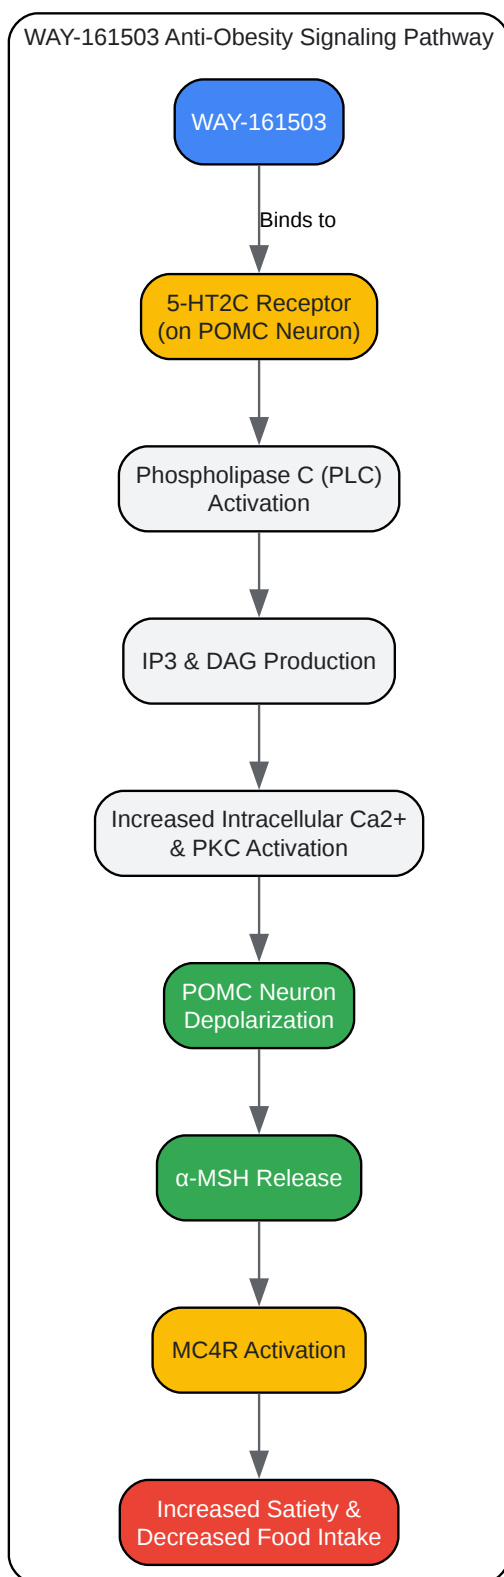 WAY-161503 Anti-Obesity Signaling Pathway
WAY-161503
Binds to
5-HT2C Receptor
(on POMC Neuron)
Phospholipase C (PLC)
Activation
IP3 & DAG Production
Increased Intracellular Ca2+
& PKC Activation
POMC Neuron
Depolarization
α-MSH Release
MC4R Activation
Increased Satiety &
Decreased Food Intake